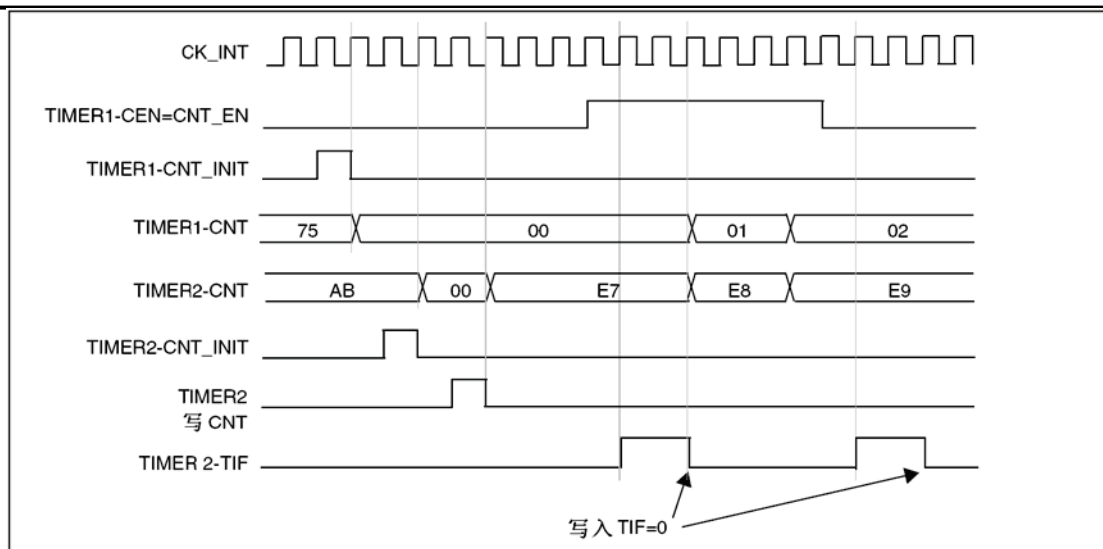 CK_INT
TIMER1-CEN=CNT_EN
TIMER1-CNT_INIT
TIMER1-CNT 75 00 01 02
TIMER2-CNT AB 00 E7 E8 E9
TIMER2-CNT_INIT
TIMER2
写 CNT
TIMER 2-TIF
写入 TIF=0